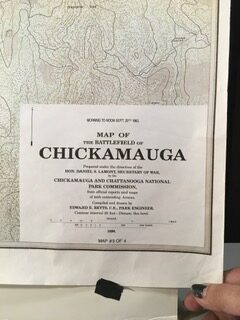 MORNING TO NOON SEPT. 20TH 1863.
MAP OF
THE BATTLEFIELD OF
CHICKAMAUGA
Prepared under the direction of the
HON. DANIEL S. LAMONT, SECRETARY OF WAR,
by the
CHICKAMAUGA AND CHATTANOOGA NATIONAL
PARK COMMISSION,
from official reports and maps
of both contending Armies.
Compiled and drawn by
EDWARD E. BETTS, C.E., PARK ENGINEER.
Contour interval 10 feet - Datum: Sea level.
1896.
MAP #3 OF 4